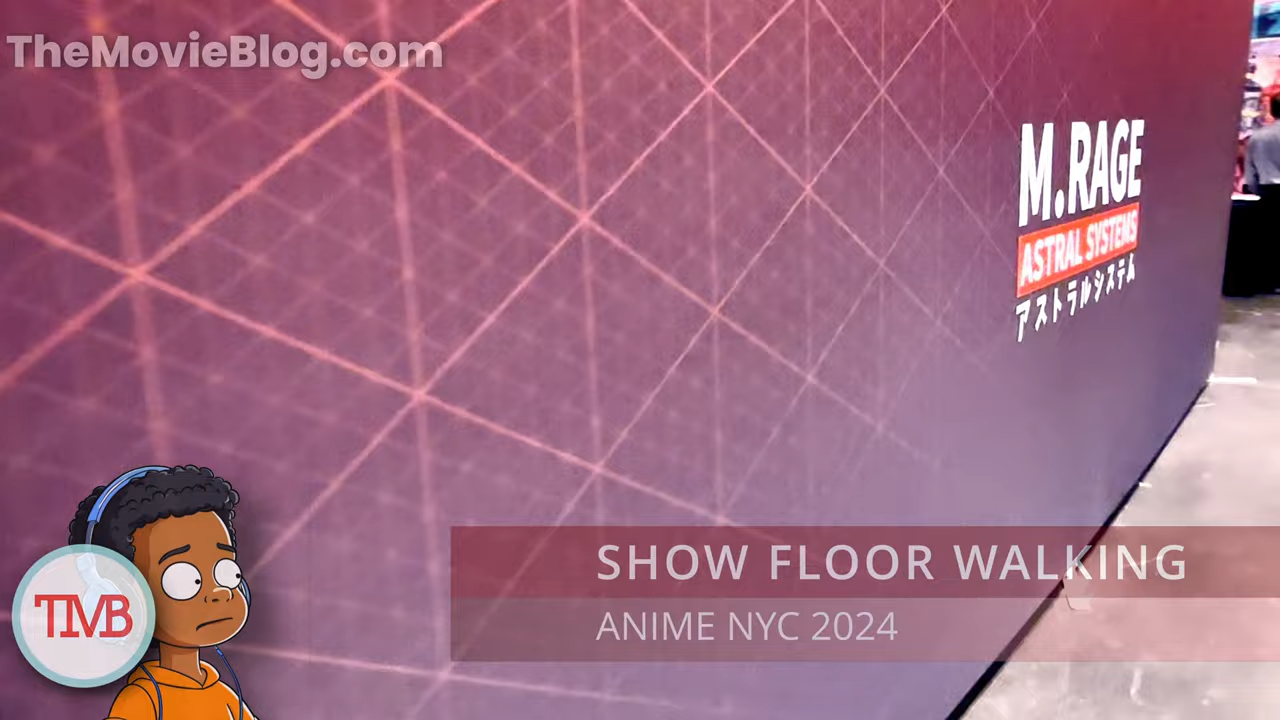 TheMovieBlog.com
M.RAGE
ASTRAL SYSTEMS
アストラルシステム
SHOW FLOOR WALKING
ANIME NYC 2024
TMB